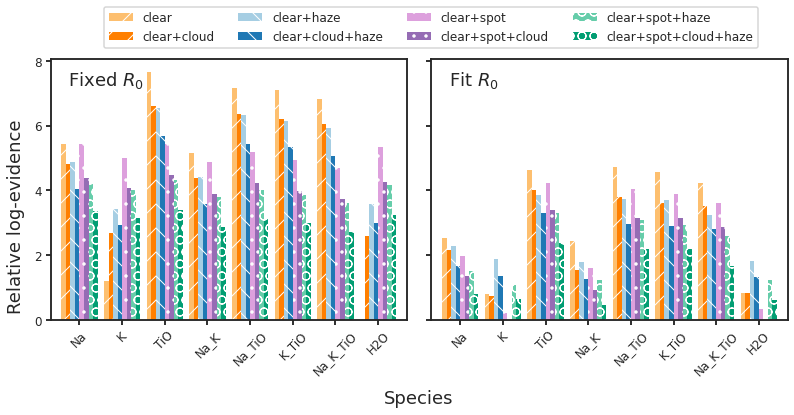 clear clear+haze clear+spot clear+spot+haze
clear+cloud clear+cloud+haze clear+spot+cloud clear+spot+cloud+haze
Fixed R₀ Fit R₀
Relative log-evidence
8
6
4
2
0
Na K TiO Na_K Na_TiO K_TiO Na_K_TiO H2O
Na K TiO Na_K Na_TiO K_TiO Na_K_TiO H2O
Species